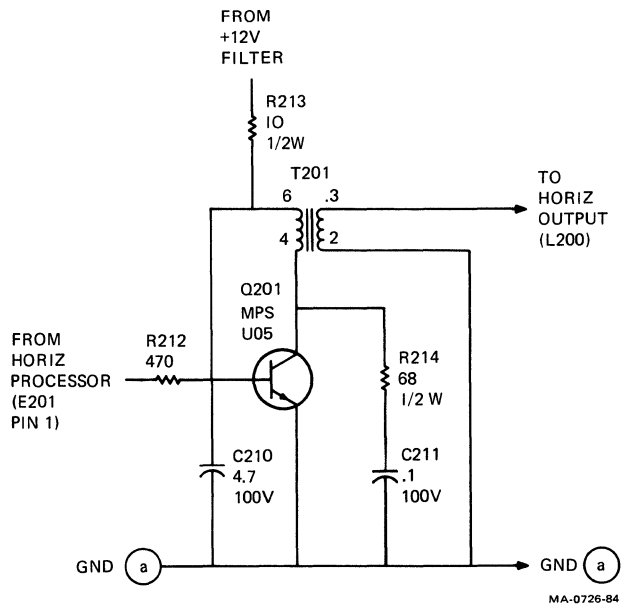 FROM
+12V
FILTER
R213
IO
1/2W
T201
6
.3
4
2
TO
HORIZ
OUTPUT
(L200)
Q201
MPS
U05
FROM
HORIZ
PROCESSOR
(E201
PIN 1)
R212
470
R214
68
I/2 W
C210
4.7
100V
C211
.1
100V
GND
a
GND
a
MA-0726-84